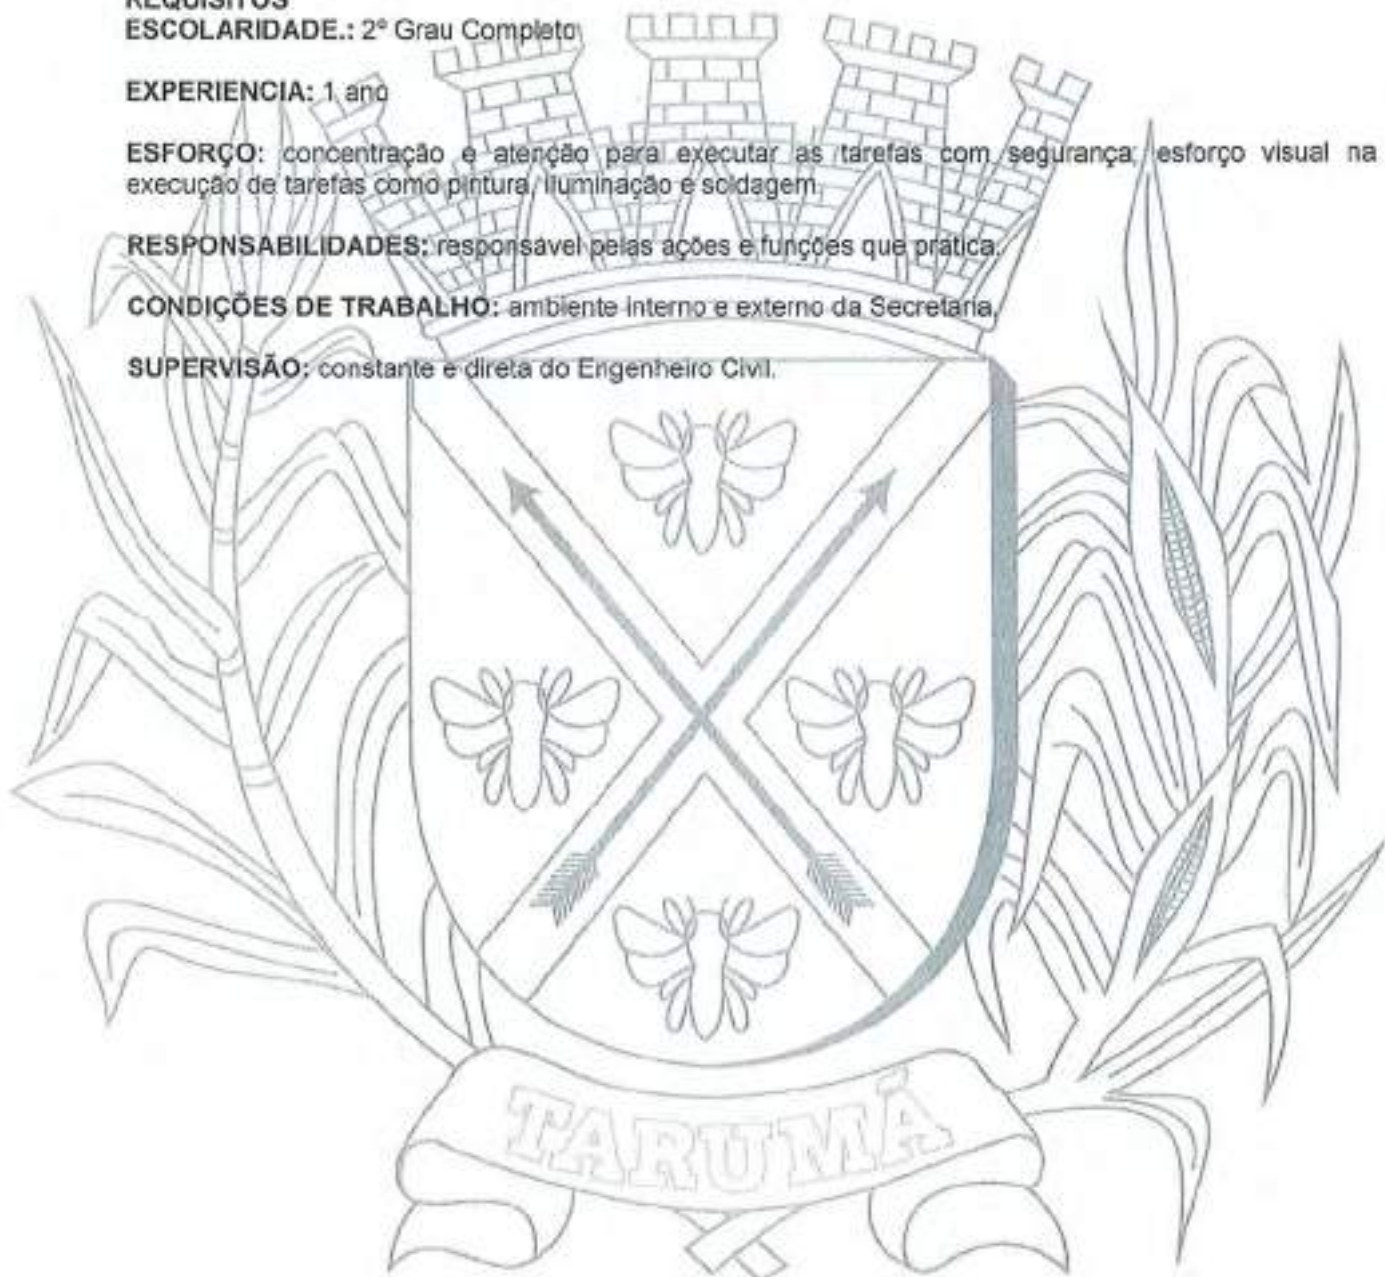 REQUISITOS
ESCOLARIDADE.: 2º Grau Completo
EXPERIENCIA: 1 ano
ESFORÇO: concentração e atenção para executar as tarefas com segurança, esforço visual na
execução de tarefas como pintura, iluminação e soldagem.
RESPONSABILIDADES: responsável pelas ações e funções que pratica.
CONDIÇÕES DE TRABALHO: ambiente interno e externo da Secretaria.
SUPERVISÃO: constante e direta do Engenheiro Civil.
TARUMÃ